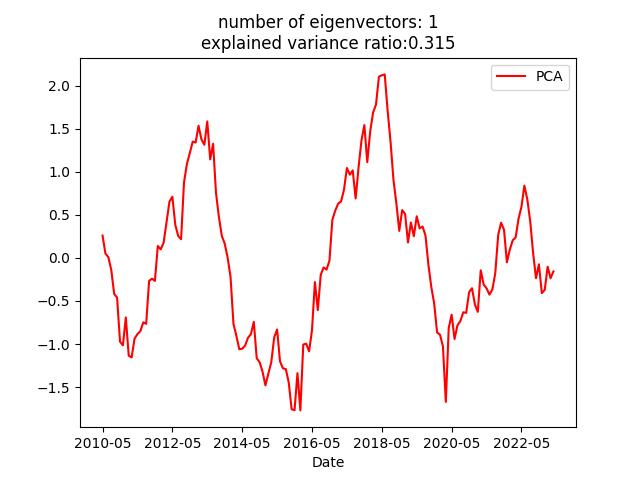 number of eigenvectors: 1
explained variance ratio:0.315
PCA
2.0
1.5
1.0
0.5
0.0
−0.5
−1.0
−1.5
2010-05 2012-05 2014-05 2016-05 2018-05 2020-05 2022-05
Date